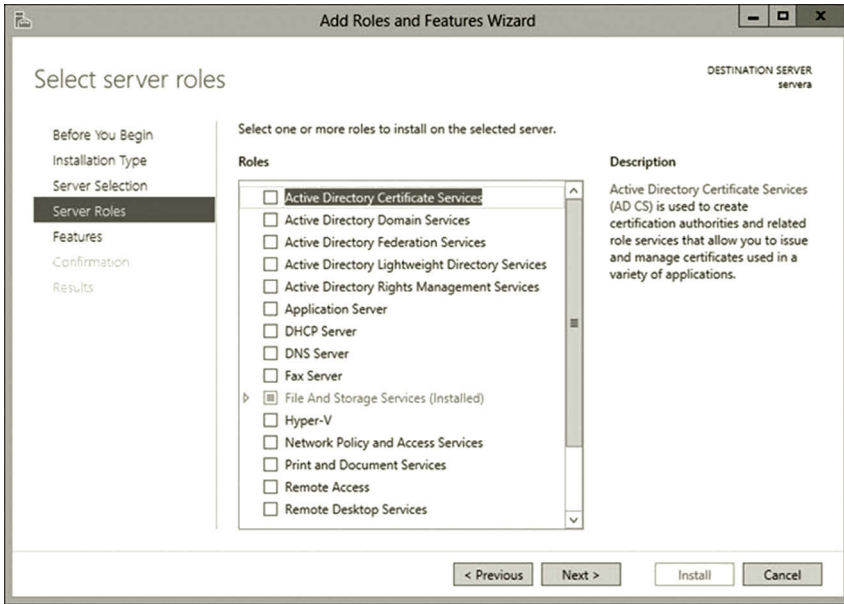 Add Roles and Features Wizard
Select server roles
DESTINATION SERVER
servera
Before You Begin
Installation Type
Server Selection
Server Roles
Features
Confirmation
Results
Select one or more roles to install on the selected server.
Roles
Active Directory Certificate Services
Active Directory Domain Services
Active Directory Federation Services
Active Directory Lightweight Directory Services
Active Directory Rights Management Services
Application Server
DHCP Server
DNS Server
Fax Server
File And Storage Services (Installed)
Hyper-V
Network Policy and Access Services
Print and Document Services
Remote Access
Remote Desktop Services
Description
Active Directory Certificate Services
(AD CS) is used to create
certification authorities and related
role services that allow you to issue
and manage certificates used in a
variety of applications.
< Previous
Next >
Install
Cancel